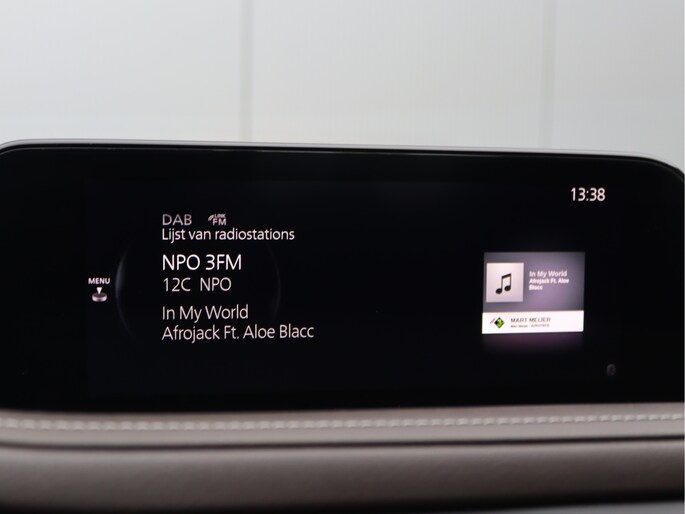 13:38
DAB LINK FM
Lijst van radiostations
NPO 3FM
12C NPO
In My World
Afrojack Ft. Aloe Blacc
MENU
In My World
Afrojack Ft. Aloe
Blacc
MART MEIJER